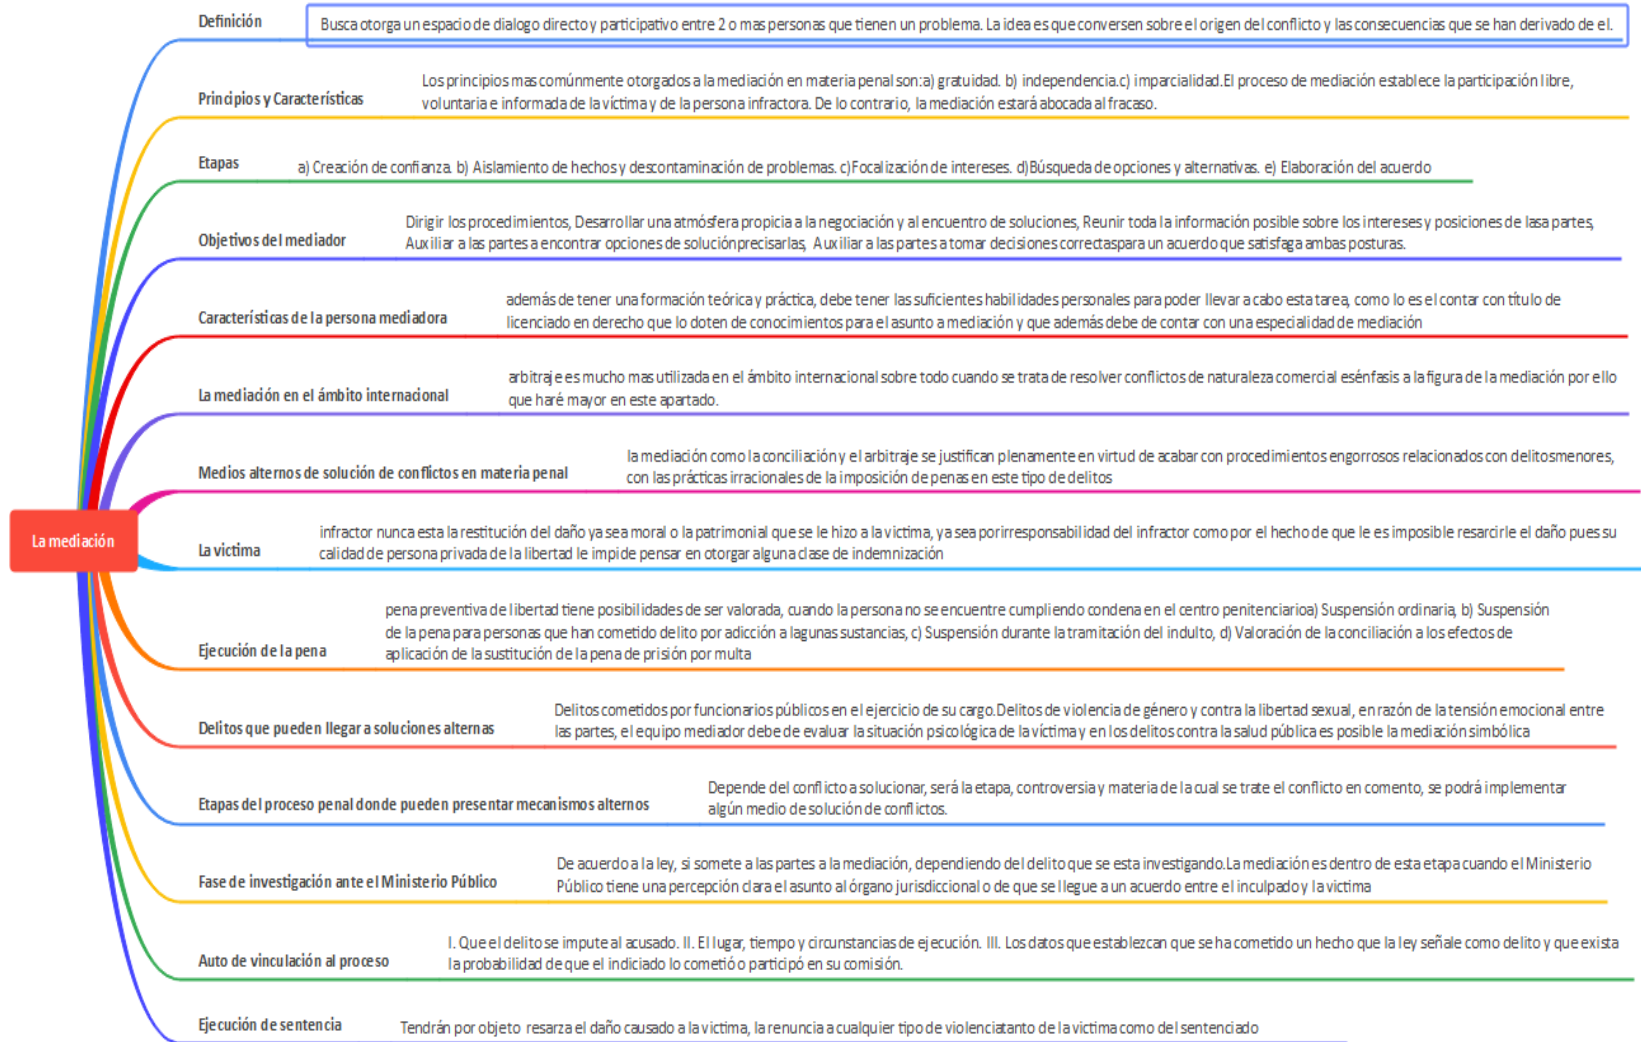 Definición
Busca otorga un espacio de dialogo directo y participativo entre 2 o mas personas que tienen un problema. La idea es que conversen sobre el origen del conflicto y las consecuencias que se han derivado de el.
Principios y Características
Los principios mas comúnmente otorgados a la mediación en materia penal son:a) gratuidad. b) independencia.c) imparcialidad.El proceso de mediación establece la participación libre,
voluntaria e informada de la víctima y de la persona infractora. De lo contrario, la mediación estará abocada al fracaso.
Etapas
a) Creación de confianza. b) Aislamiento de hechos y descontaminación de problemas. c)Focalización de intereses. d)Búsqueda de opciones y alternativas. e) Elaboración del acuerdo
Objetivos del mediador
Dirigir los procedimientos, Desarrollar una atmósfera propicia a la negociación y al encuentro de soluciones, Reunir toda la información posible sobre los intereses y posiciones de lasa partes,
Auxiliar a las partes a encontrar opciones de soluciónprecisarlas, Auxiliar a las partes a tomar decisiones correctaspara un acuerdo que satisfaga ambas posturas.
Características de la persona mediadora
además de tener una formación teórica y práctica, debe tener las suficientes habilidades personales para poder llevar a cabo esta tarea, como lo es el contar con título de
licenciado en derecho que lo doten de conocimientos para el asunto a mediación y que además debe de contar con una especialidad de mediación
La mediación en el ámbito internacional
arbitraje es mucho mas utilizada en el ámbito internacional sobre todo cuando se trata de resolver conflictos de naturaleza comercial esénfasis a la figura de la mediación por ello
que haré mayor en este apartado.
Medios alternos de solución de conflictos en materia penal
la mediación como la conciliación y el arbitraje se justifican plenamente en virtud de acabar con procedimientos engorrosos relacionados con delitosmenores,
con las prácticas irracionales de la imposición de penas en este tipo de delitos
La mediación
La victima
infractor nunca esta la restitución del daño ya sea moral o la patrimonial que se le hizo a la victima, ya sea porirresponsabilidad del infractor como por el hecho de que le es imposible resarcirle el daño pues su
calidad de persona privada de la libertad le impide pensar en otorgar alguna clase de indemnización
Ejecución de la pena
pena preventiva de libertad tiene posibilidades de ser valorada, cuando la persona no se encuentre cumpliendo condena en el centro penitenciarioa) Suspensión ordinaria, b) Suspensión
de la pena para personas que han cometido delito por adicción a lagunas sustancias, c) Suspensión durante la tramitación del indulto, d) Valoración de la conciliación a los efectos de
aplicación de la sustitución de la pena de prisión por multa
Delitos que pueden llegar a soluciones alternas
Delitos cometidos por funcionarios públicos en el ejercicio de su cargo.Delitos de violencia de género y contra la libertad sexual, en razón de la tensión emocional entre
las partes, el equipo mediador debe de evaluar la situación psicológica de la víctima y en los delitos contra la salud pública es posible la mediación simbólica
Etapas del proceso penal donde pueden presentar mecanismos alternos
Depende del conflicto a solucionar, será la etapa, controversia y materia de la cual se trate el conflicto en comento, se podrá implementar
algún medio de solución de conflictos.
Fase de investigación ante el Ministerio Público
De acuerdo a la ley, si somete a las partes a la mediación, dependiendo del delito que se esta investigando.La mediación es dentro de esta etapa cuando el Ministerio
Público tiene una percepción clara el asunto al órgano jurisdiccional o de que se llegue a un acuerdo entre el inculpado y la victima
Auto de vinculación al proceso
I. Que el delito se impute al acusado. II. El lugar, tiempo y circunstancias de ejecución. III. Los datos que establezcan que se ha cometido un hecho que la ley señale como delito y que exista
la probabilidad de que el indiciado lo cometió o participó en su comisión.
Ejecución de sentencia
Tendrán por objeto resarza el daño causado a la victima, la renuncia a cualquier tipo de violenciatanto de la victima como del sentenciado